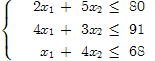 2x₁ + 5x₂ ≤ 80
4x₁ + 3x₂ ≤ 91
x₁ + 4x₂ ≤ 68